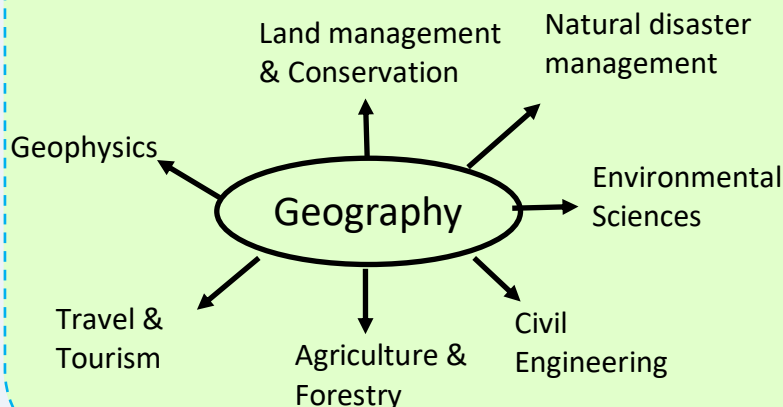 Land management
& Conservation
Natural disaster
management
Geophysics
Geography
Environmental
Sciences
Travel &
Tourism
Agriculture &
Forestry
Civil
Engineering